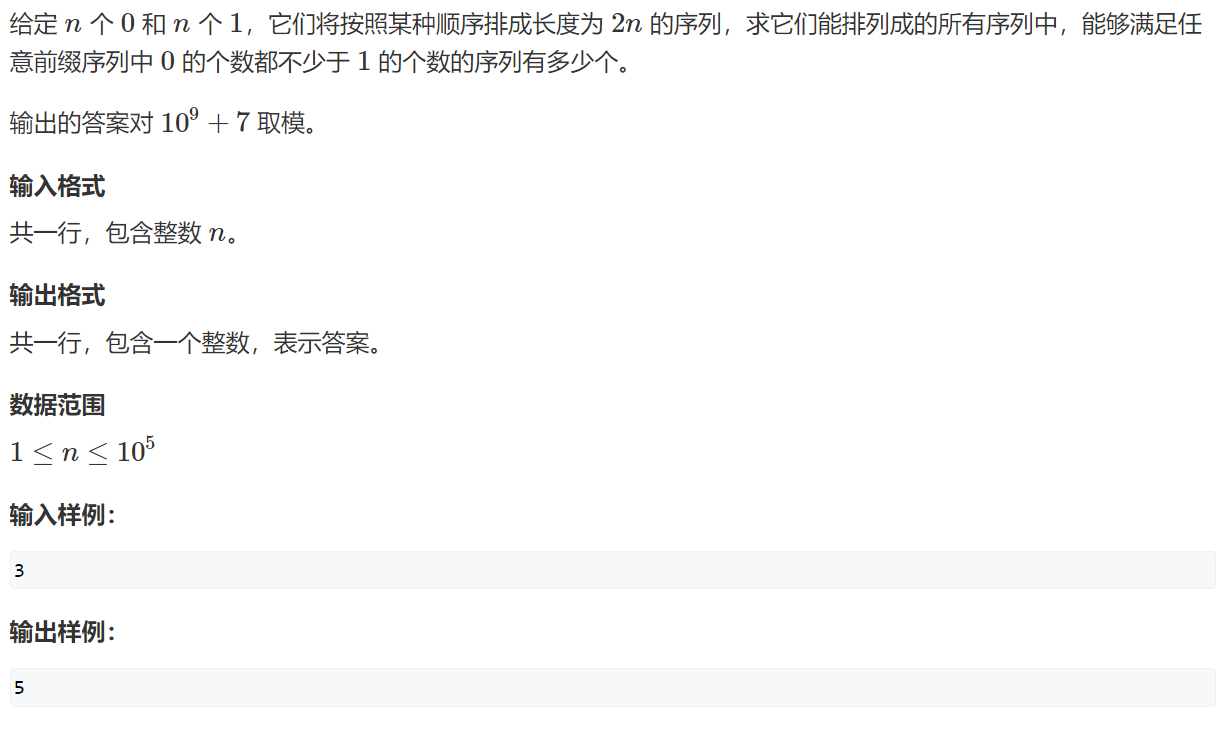 给定 n 个 0 和 n 个 1，它们将按照某种顺序排成长度为 2n 的序列，求它们能排列成的所有序列中，能够满足任
意前缀序列中 0 的个数都不少于 1 的个数的序列有多少个。
输出的答案对 10⁹ + 7 取模。
输入格式
共一行，包含整数 n。
输出格式
共一行，包含一个整数，表示答案。
数据范围
1 ≤ n ≤ 10⁵
输入样例：
3
输出样例：
5